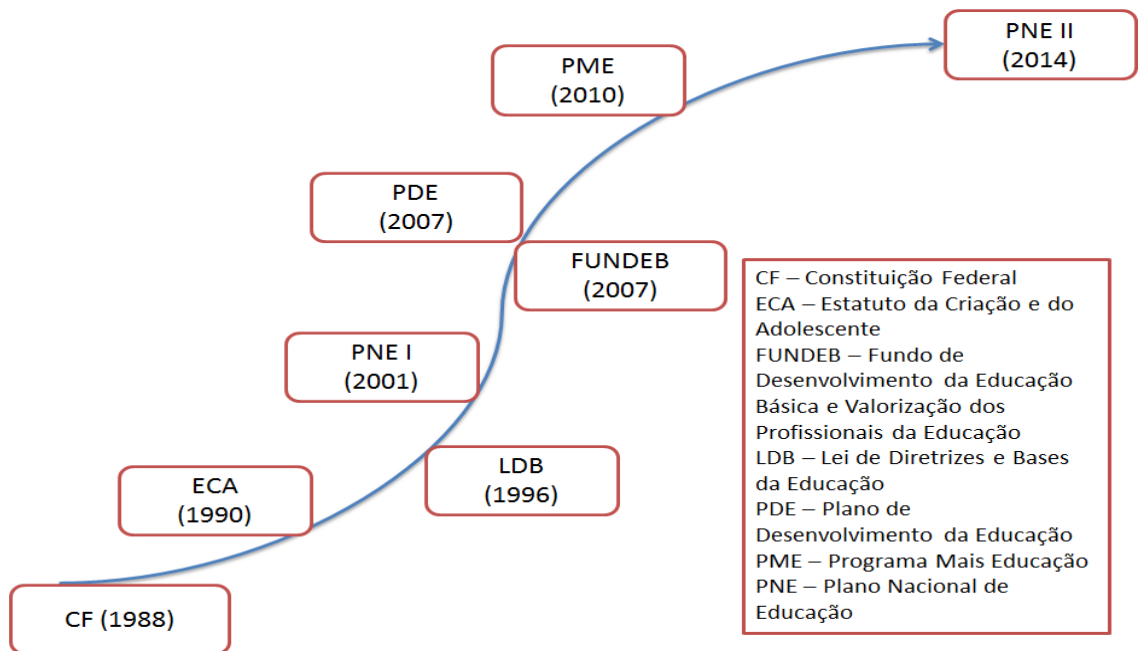 PNE II
(2014)
PME
(2010)
PDE
(2007)
FUNDEB
(2007)
PNE I
(2001)
LDB
(1996)
ECA
(1990)
CF (1988)
CF – Constituição Federal
ECA – Estatuto da Criação e do
Adolescente
FUNDEB – Fundo de
Desenvolvimento da Educação
Básica e Valorização dos
Profissionais da Educação
LDB – Lei de Diretrizes e Bases
da Educação
PDE – Plano de
Desenvolvimento da Educação
PME – Programa Mais Educação
PNE – Plano Nacional de
Educação